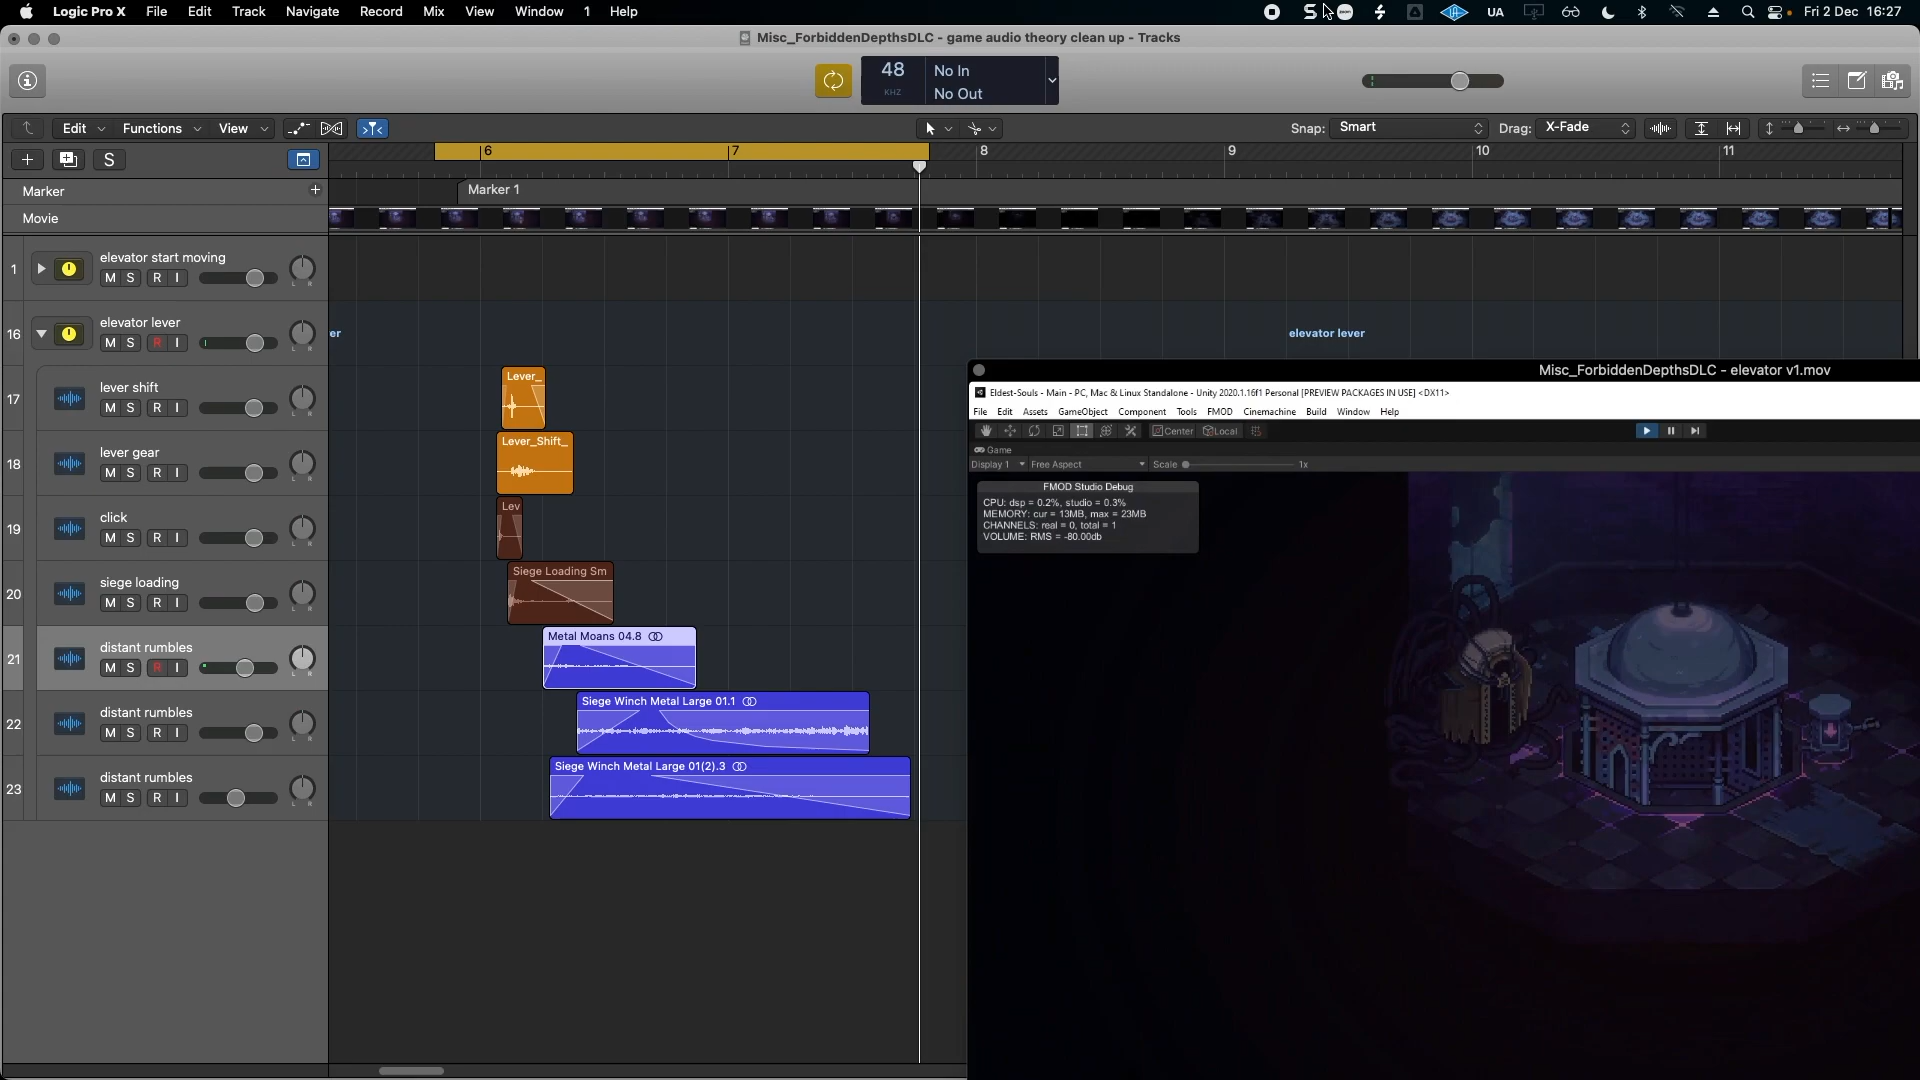 Logic Pro X File Edit Track Navigate Record Mix View Window 1 Help UA Fri 2 Dec 16:27
Misc_ForbiddenDepthsDLC - game audio theory clean up - Tracks
48 No In
KHZ No Out
Edit Functions View Snap: Smart Drag: X-Fade
S 6 7 8 9 10 11
Marker + Marker 1
Movie
1 elevator start moving
M S R I L R
16 elevator lever
M S R I L R
er elevator lever
17 lever shift
M S R I L R
Lever_
18 lever gear
M S R I L R
Lever_Shift_
19 click
M S R I L R
Lev
20 siege loading
M S R I L R
Siege Loading Sm
21 distant rumbles
M S R I L R
Metal Moans 04.8
22 distant rumbles
M S R I L R
Siege Winch Metal Large 01.1
23 distant rumbles
M S R I L R
Siege Winch Metal Large 01(2).3
Misc_ForbiddenDepthsDLC - elevator v1.mov
Eldest-Souls - Main - PC, Mac & Linux Standalone - Unity 2020.1.16f1 Personal [PREVIEW PACKAGES IN USE] <DX11>
File Edit Assets GameObject Component Tools FMOD Cinemachine Build Window Help
Center Local
Game
Display 1 Free Aspect Scale 1x
FMOD Studio Debug
CPU: dsp = 0.2%, studio = 0.3%
MEMORY: cur = 13MB, max = 23MB
CHANNELS: real = 0, total = 1
VOLUME: RMS = -80.00db